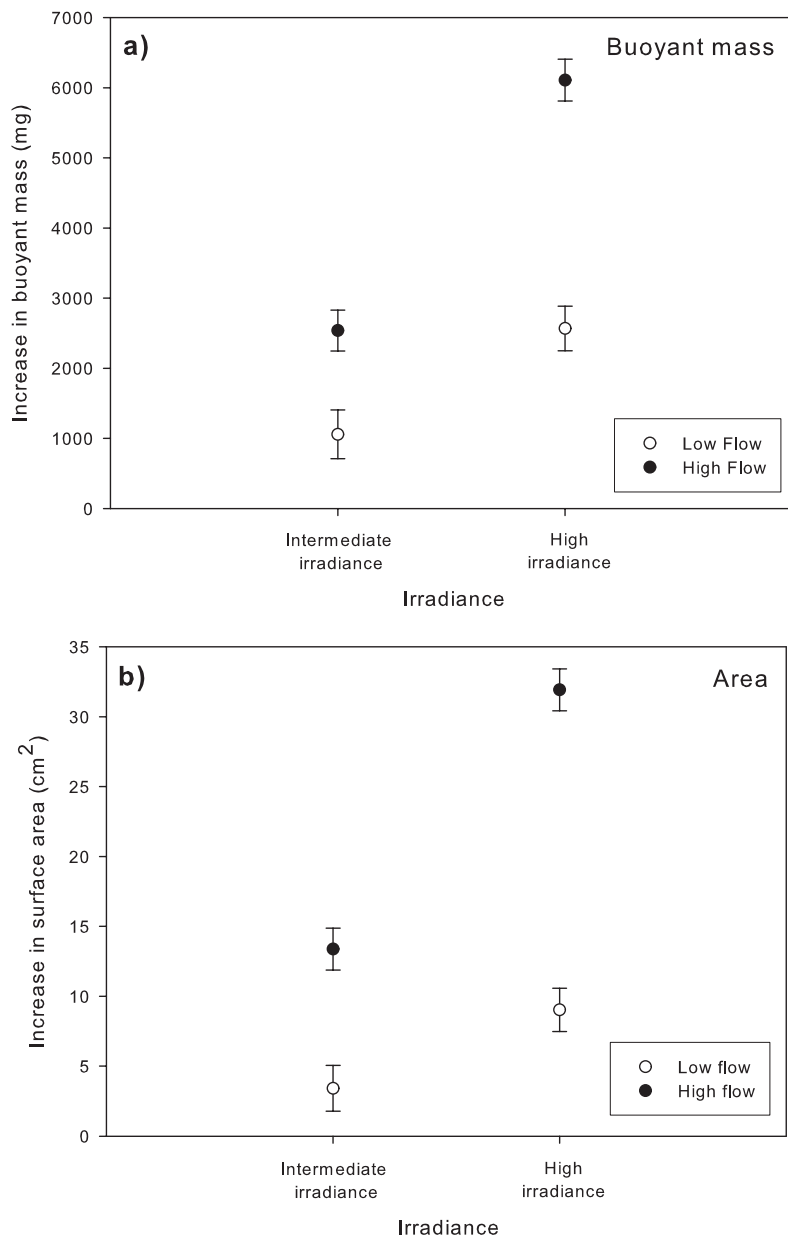 a)
Buoyant mass
7000
6000
5000
4000
3000
2000
1000
0
Increase in buoyant mass (mg)
Low Flow
High Flow
Intermediate
irradiance
High
irradiance
Irradiance
b)
Area
35
30
25
20
15
10
5
0
Increase in surface area (cm²)
Low flow
High flow
Intermediate
irradiance
High
irradiance
Irradiance